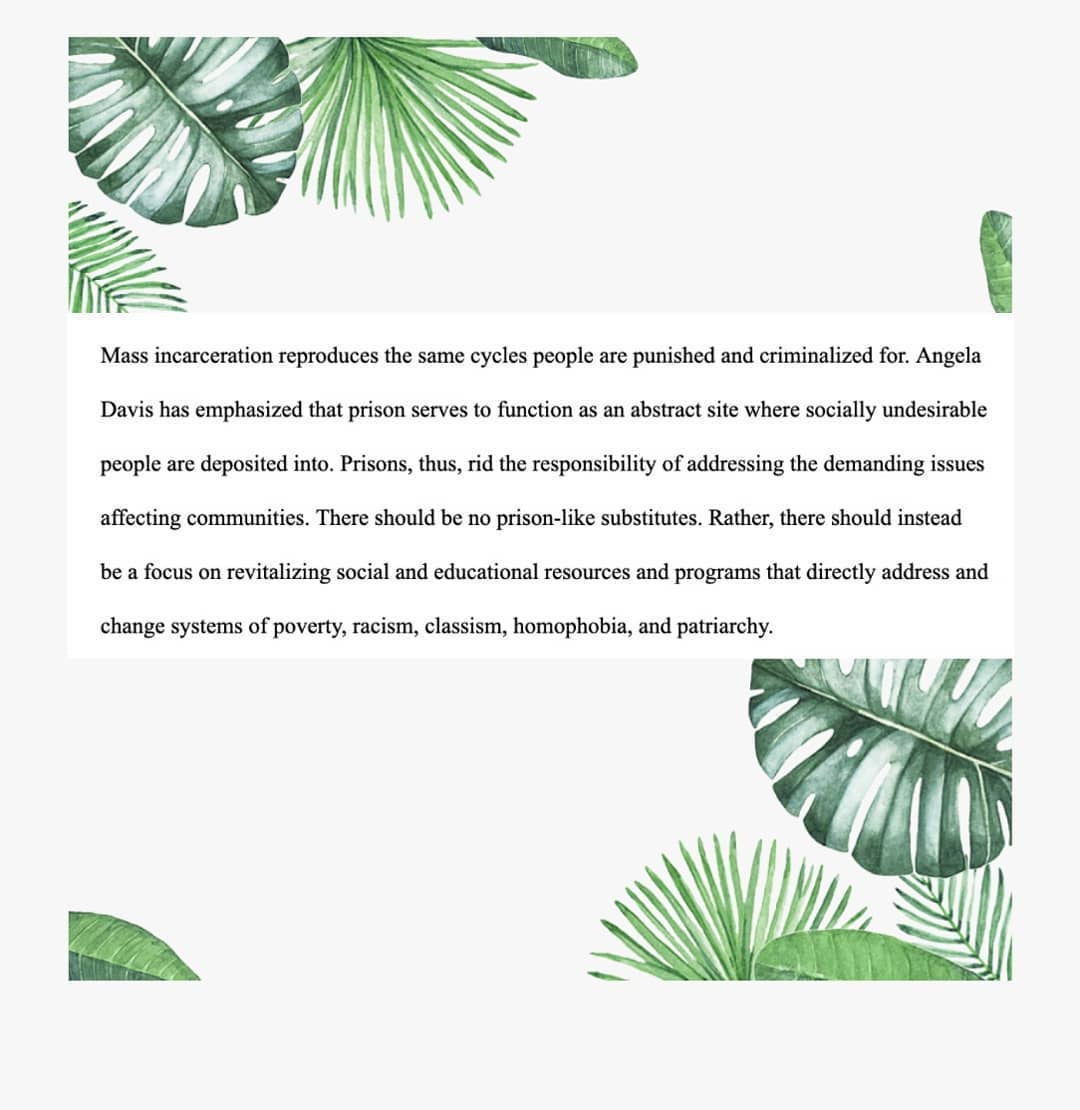 Mass incarceration reproduces the same cycles people are punished and criminalized for. Angela
Davis has emphasized that prison serves to function as an abstract site where socially undesirable
people are deposited into. Prisons, thus, rid the responsibility of addressing the demanding issues
affecting communities. There should be no prison-like substitutes. Rather, there should instead
be a focus on revitalizing social and educational resources and programs that directly address and
change systems of poverty, racism, classism, homophobia, and patriarchy.